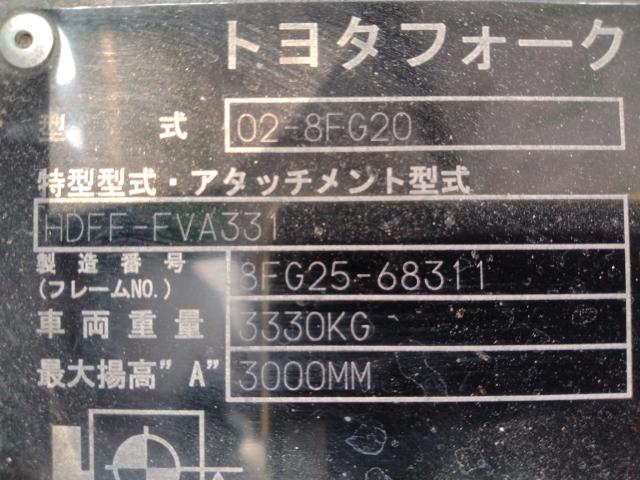 トヨタフォーク
型式 02-8FG20
特型型式・アタッチメント型式
HDFF-FVA331
製造番号 8FG25-68311
(フレームNO.)
車両重量 3330KG
最大揚高"A" 3000MM